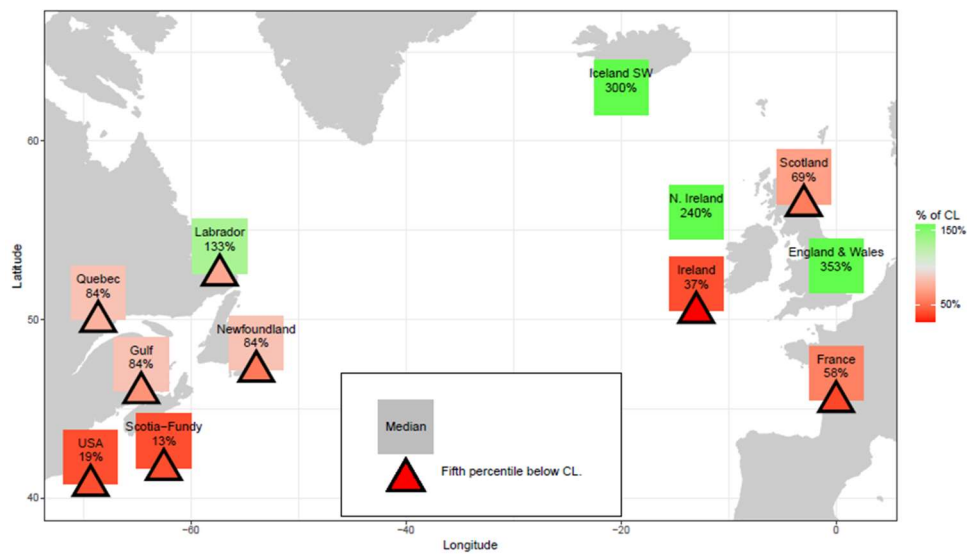 Iceland SW
300%
60
Scotland
69%
N. Ireland
240%
% of CL
150%
50%
Latitude
Labrador
133%
England & Wales
353%
Quebec
84%
Ireland
37%
50
Newfoundland
84%
Gulf
84%
France
58%
Scotia−Fundy
13%
USA
19%
Median
Fifth percentile below CL.
40
−60
−40
−20
0
Longitude